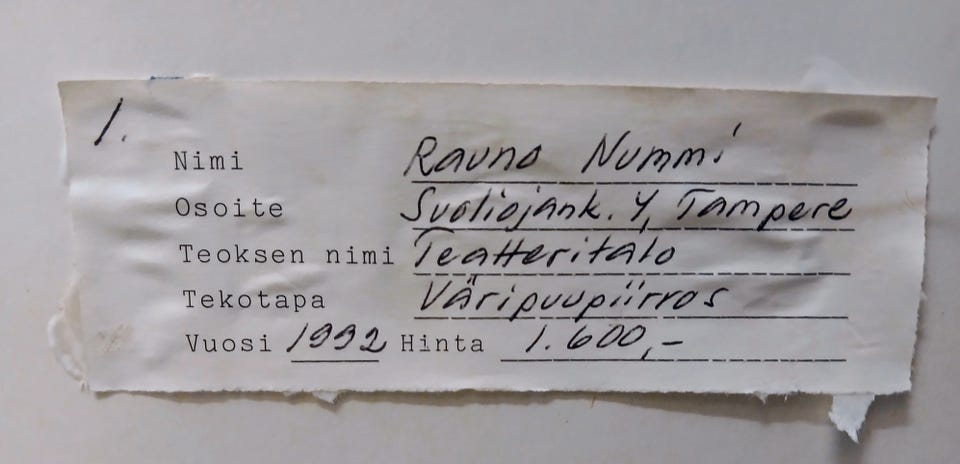 1.
Nimi Rauno Nummi
Osoite Suoliojank. 4, Tampere
Teoksen nimi Teatteritalo
Tekotapa Väripuupiirros
Vuosi 1992 Hinta 1.600,-